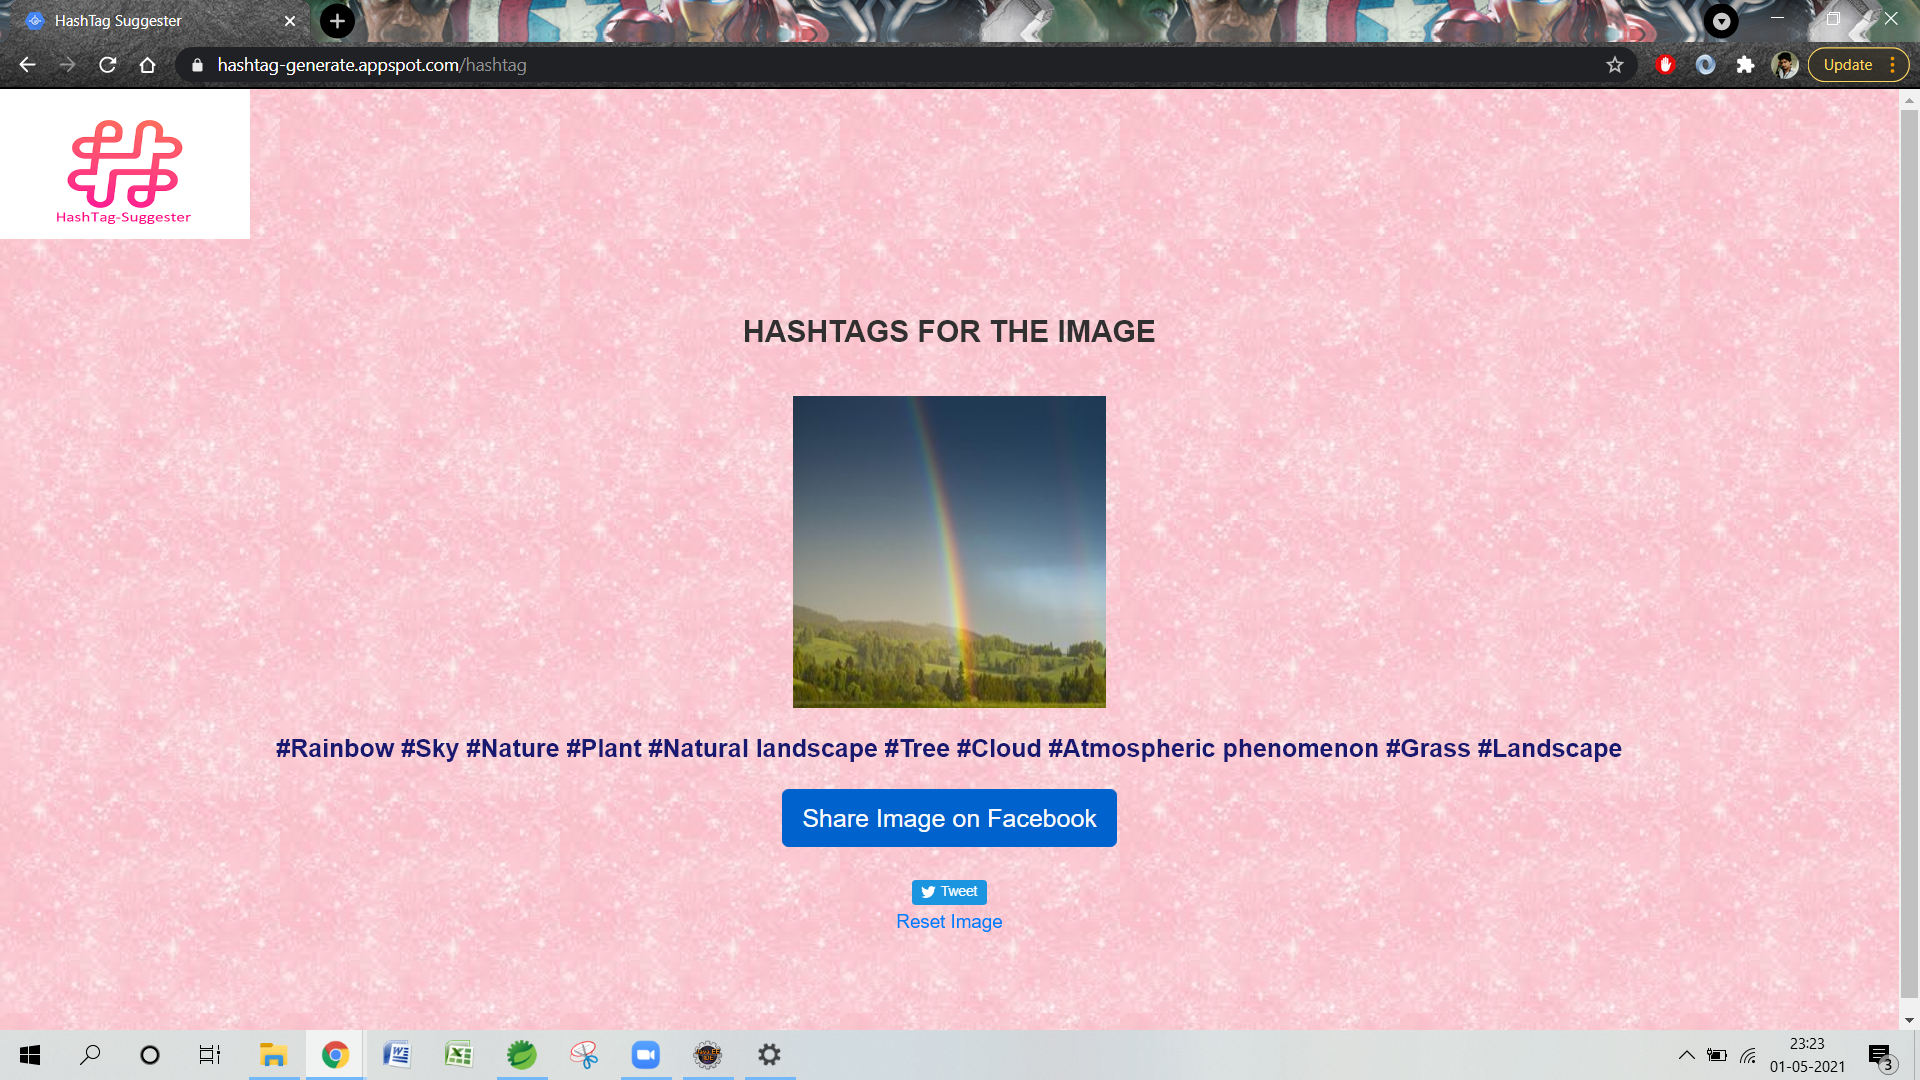 HashTag Suggester
hashtag-generate.appspot.com/hashtag
Update
HashTag-Suggester
HASHTAGS FOR THE IMAGE
#Rainbow #Sky #Nature #Plant #Natural landscape #Tree #Cloud #Atmospheric phenomenon #Grass #Landscape
Share Image on Facebook
Tweet
Reset Image
23:23
01-05-2021
3